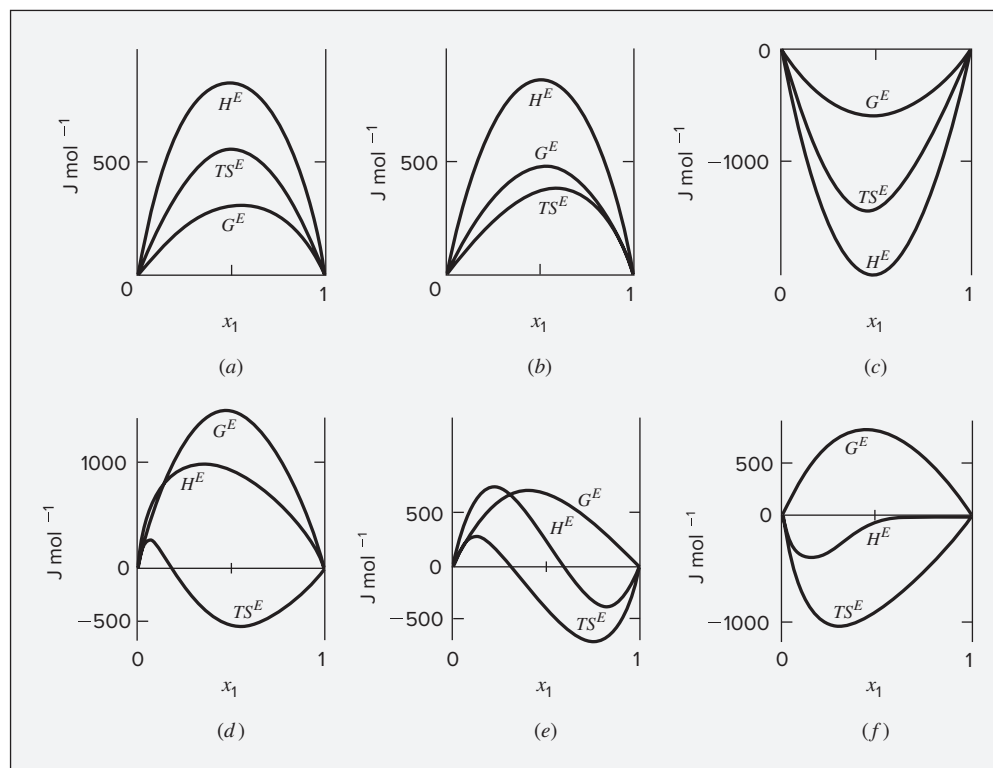 J mol −1
500
0
1
H^E
TS^E
G^E
x₁
(a)
J mol −1
500
0
1
H^E
G^E
TS^E
x₁
(b)
J mol −1
0
−1000
0
1
G^E
TS^E
H^E
x₁
(c)
J mol −1
1000
0
−500
0
1
G^E
H^E
TS^E
x₁
(d)
J mol −1
500
0
−500
0
1
G^E
H^E
TS^E
x₁
(e)
J mol −1
500
0
−1000
0
1
G^E
H^E
TS^E
x₁
(f)